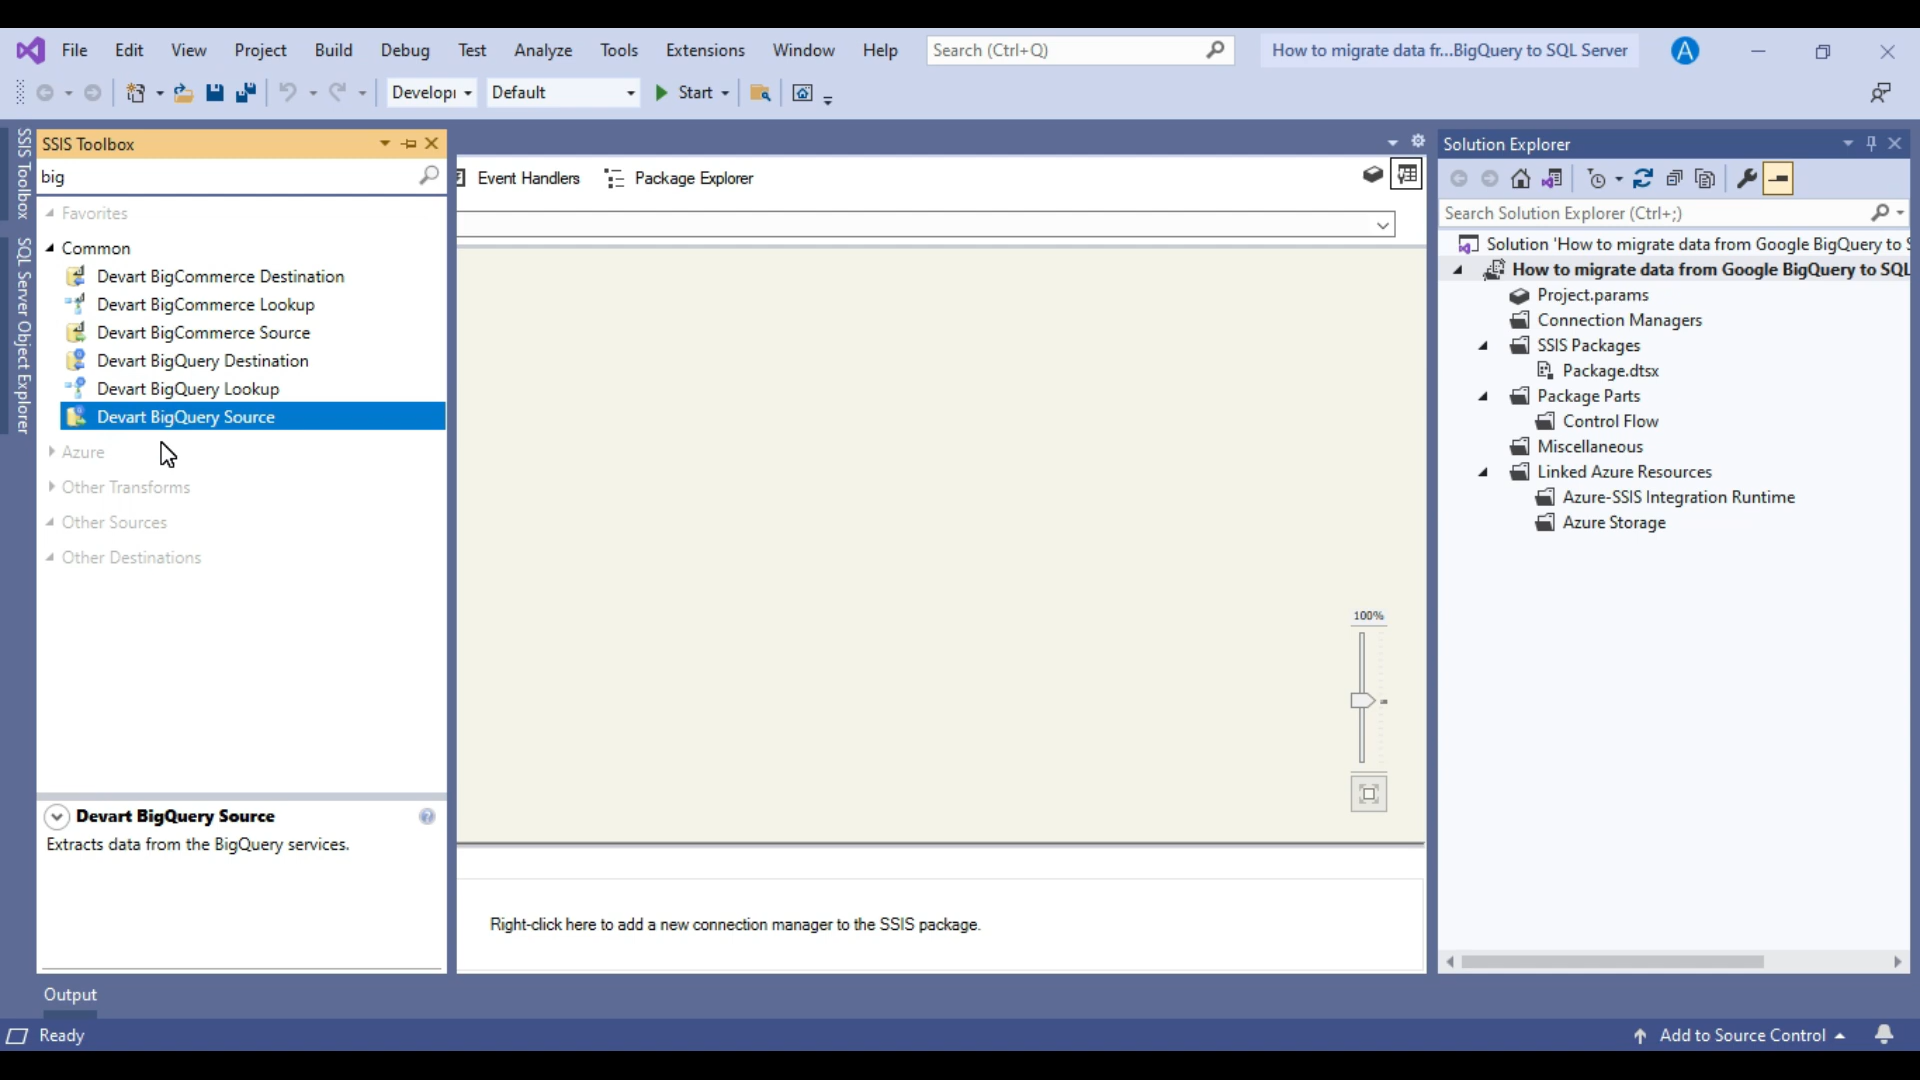 File Edit View Project Build Debug Test Analyze Tools Extensions Window Help Search (Ctrl+Q) How to migrate data fr...BigQuery to SQL Server A
Develop Default Start
SSIS Toolbox
SQL Server Object Explorer
SSIS Toolbox
big
Favorites
Common
Devart BigCommerce Destination
Devart BigCommerce Lookup
Devart BigCommerce Source
Devart BigQuery Destination
Devart BigQuery Lookup
Devart BigQuery Source
Azure
Other Transforms
Other Sources
Other Destinations
Devart BigQuery Source
Extracts data from the BigQuery services.
Event Handlers Package Explorer
100%
Right-click here to add a new connection manager to the SSIS package.
Solution Explorer
Search Solution Explorer (Ctrl+;)
Solution 'How to migrate data from Google BigQuery to S
How to migrate data from Google BigQuery to SQL
Project.params
Connection Managers
SSIS Packages
Package.dtsx
Package Parts
Control Flow
Miscellaneous
Linked Azure Resources
Azure-SSIS Integration Runtime
Azure Storage
Output
Ready
Add to Source Control